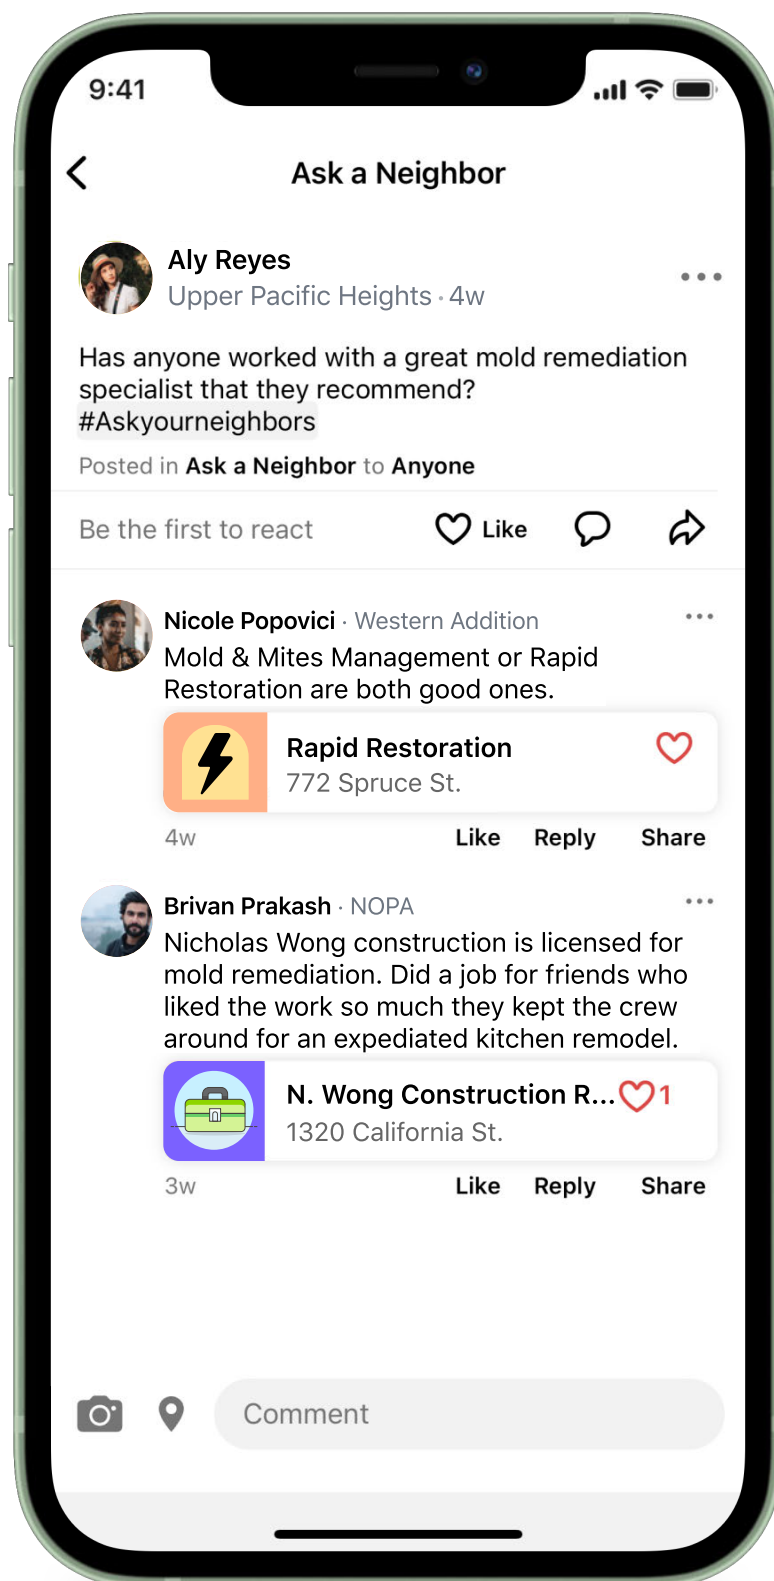 9:41
Ask a Neighbor
Aly Reyes
Upper Pacific Heights · 4w
Has anyone worked with a great mold remediation
specialist that they recommend?
#Askyourneighbors
Posted in Ask a Neighbor to Anyone
Be the first to react
Like
Nicole Popovici · Western Addition
Mold & Mites Management or Rapid
Restoration are both good ones.
Rapid Restoration
772 Spruce St.
4w Like Reply Share
Brivan Prakash · NOPA
Nicholas Wong construction is licensed for
mold remediation. Did a job for friends who
liked the work so much they kept the crew
around for an expediated kitchen remodel.
N. Wong Construction R... 1
1320 California St.
3w Like Reply Share
Comment